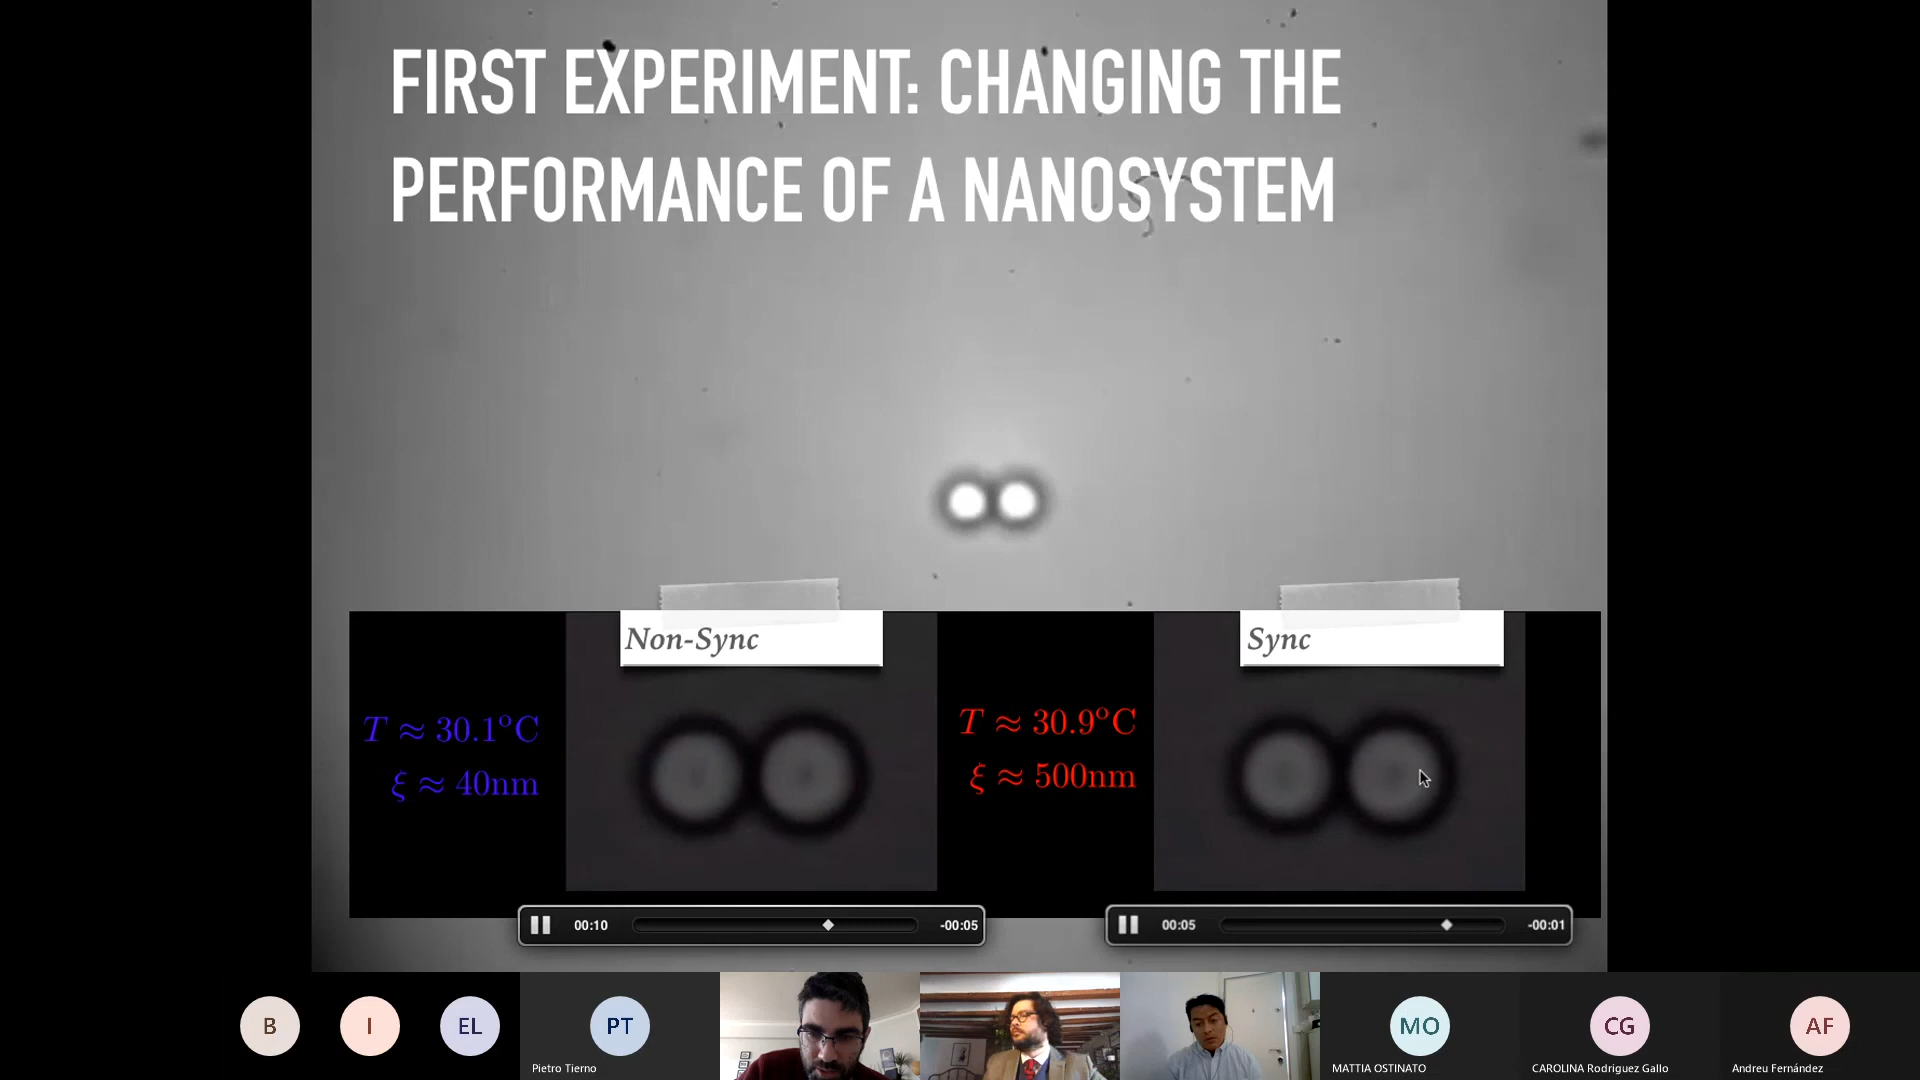 FIRST EXPERIMENT: CHANGING THE
PERFORMANCE OF A NANOSYSTEM
Non-Sync
Sync
T ≈ 30.1°C
ξ ≈ 40nm
T ≈ 30.9°C
ξ ≈ 500nm
00:10
-00:05
00:05
-00:01
B
I
EL
PT
MO
CG
AF
Pietro Tierno
MATTIA OSTINATO
CAROLINA Rodriguez Gallo
Andreu Fernández